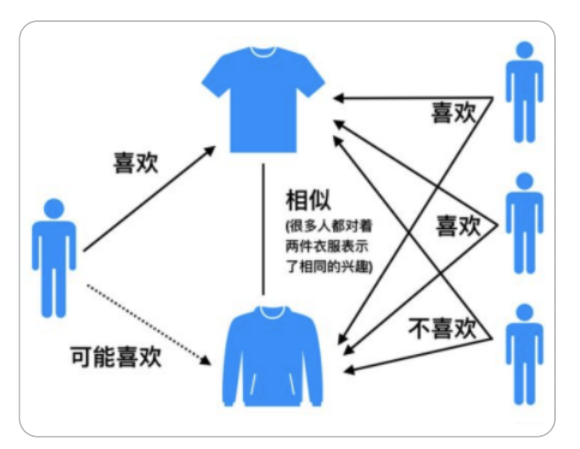 喜欢
喜欢
相似
(很多人都对着
两件衣服表示
了相同的兴趣)
喜欢
不喜欢
可能喜欢